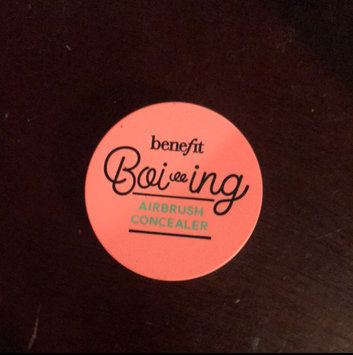 benefit
Boi-ing
AIRBRUSH
CONCEALER